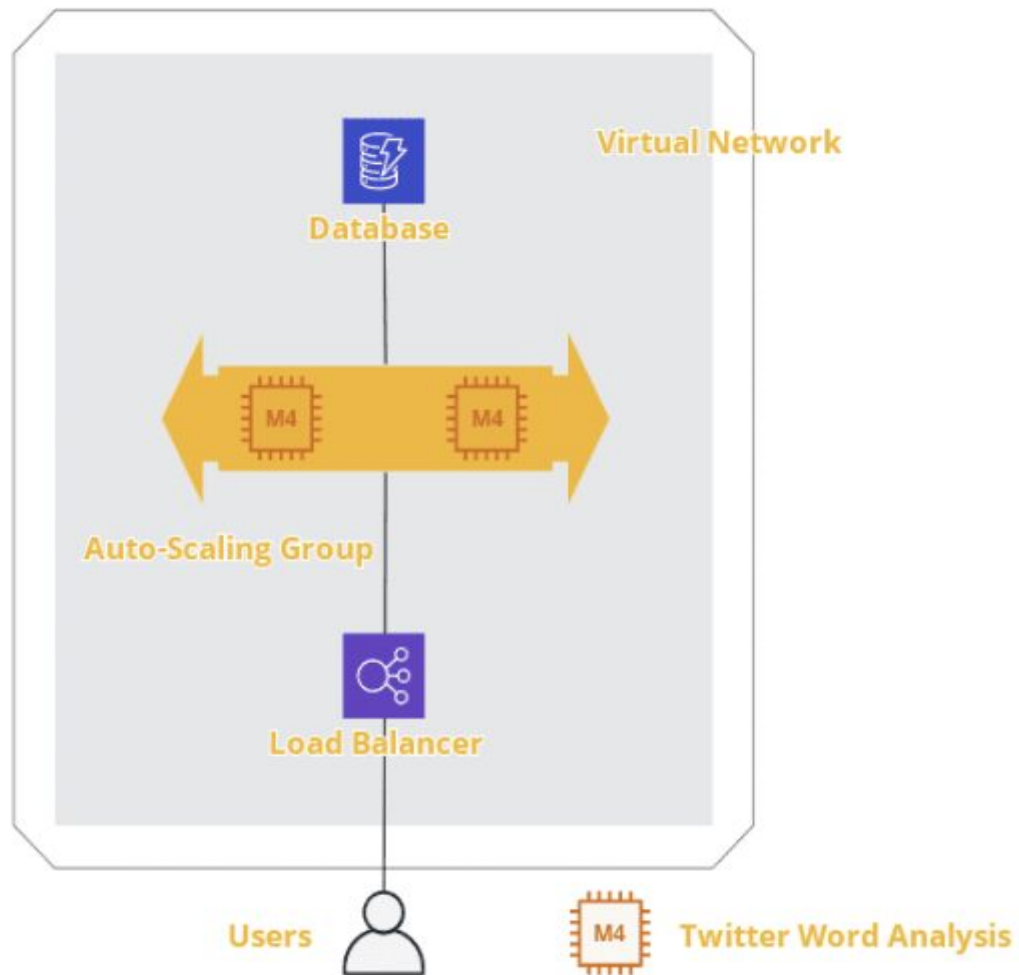 Virtual Network
Database
M4 M4
Auto-Scaling Group
Load Balancer
Users
M4 Twitter Word Analysis